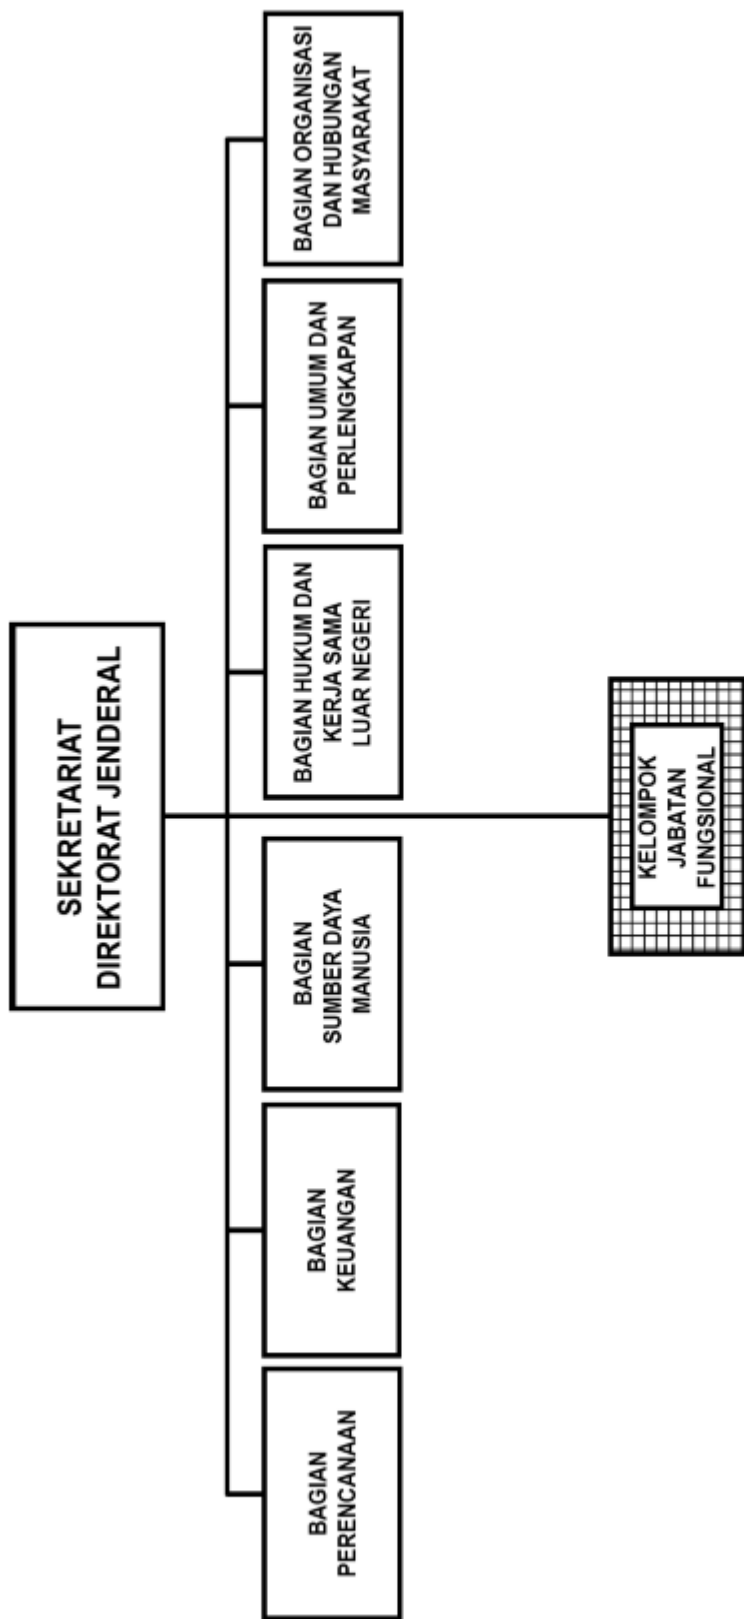 SEKRETARIAT
DIREKTORAT JENDERAL
BAGIAN
PERENCANAAN
BAGIAN
KEUANGAN
BAGIAN
SUMBER DAYA
MANUSIA
BAGIAN HUKUM DAN
KERJA SAMA
LUAR NEGERI
BAGIAN UMUM DAN
PERLENGKAPAN
BAGIAN ORGANISASI
DAN HUBUNGAN
MASYARAKAT
KELOMPOK
JABATAN
FUNGSIONAL